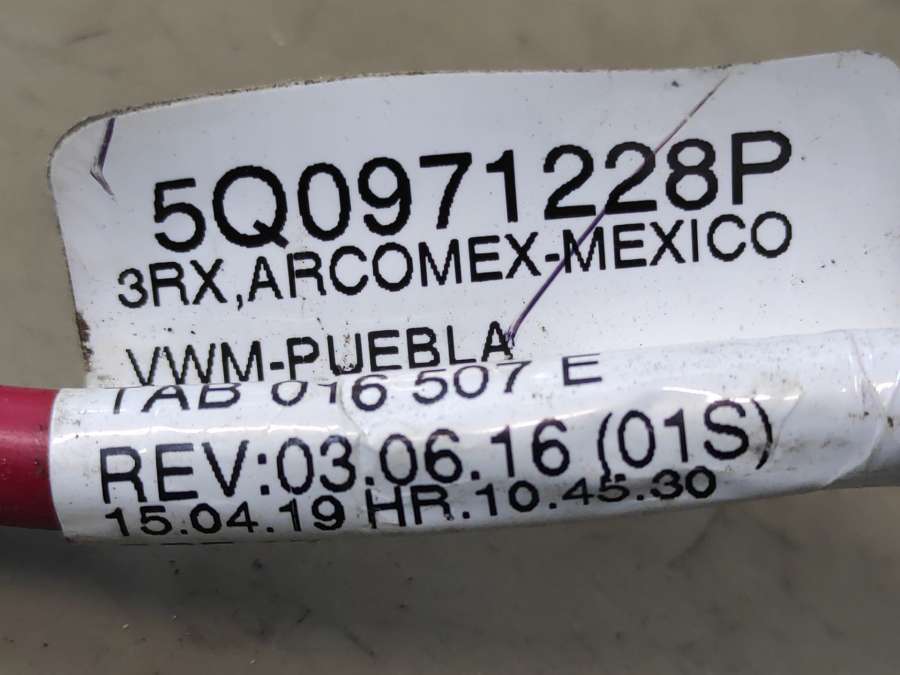 5Q0971228P
3RX,ARCOMEX-MEXICO
VWM-PUEBLA
TAB 016 507 E
REV:03.06.16 (01S)
15.04.19 HR.10.45.30